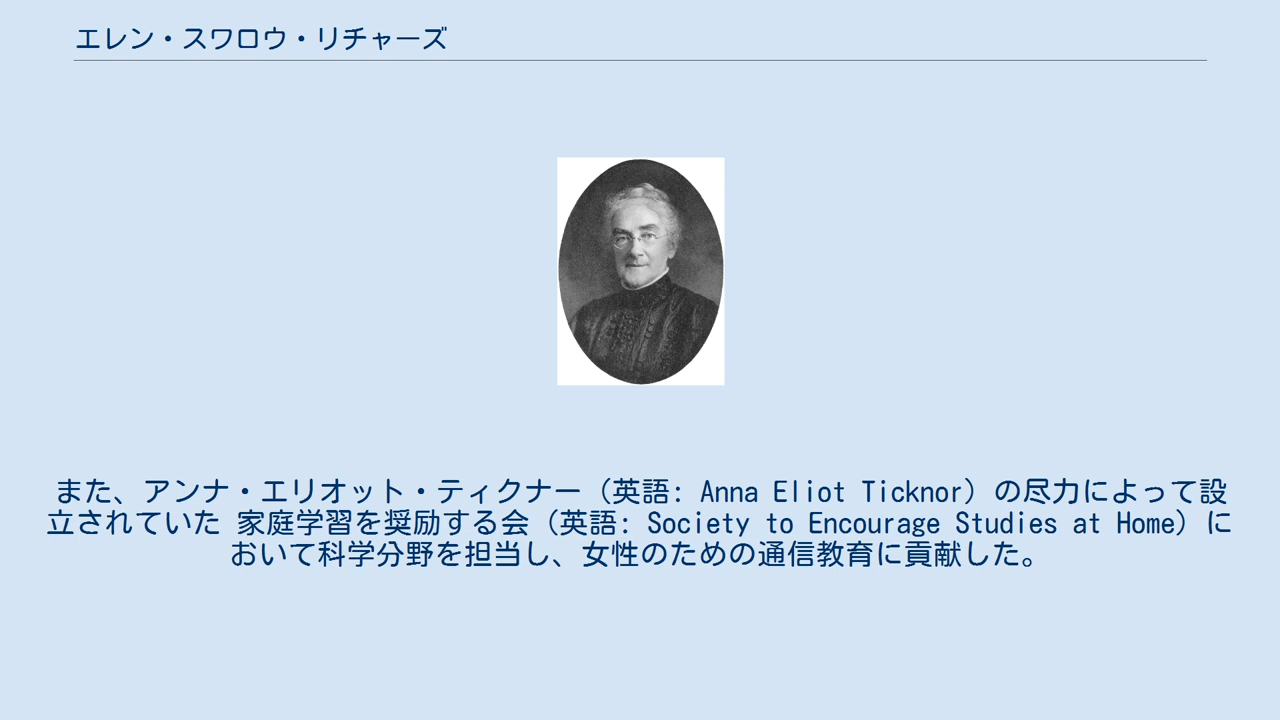 エレン・スワロウ・リチャーズ
また、アンナ・エリオット・ティクナー（英語: Anna Eliot Ticknor）の尽力によって設
立されていた 家庭学習を奨励する会（英語: Society to Encourage Studies at Home）に
おいて科学分野を担当し、女性のための通信教育に貢献した。